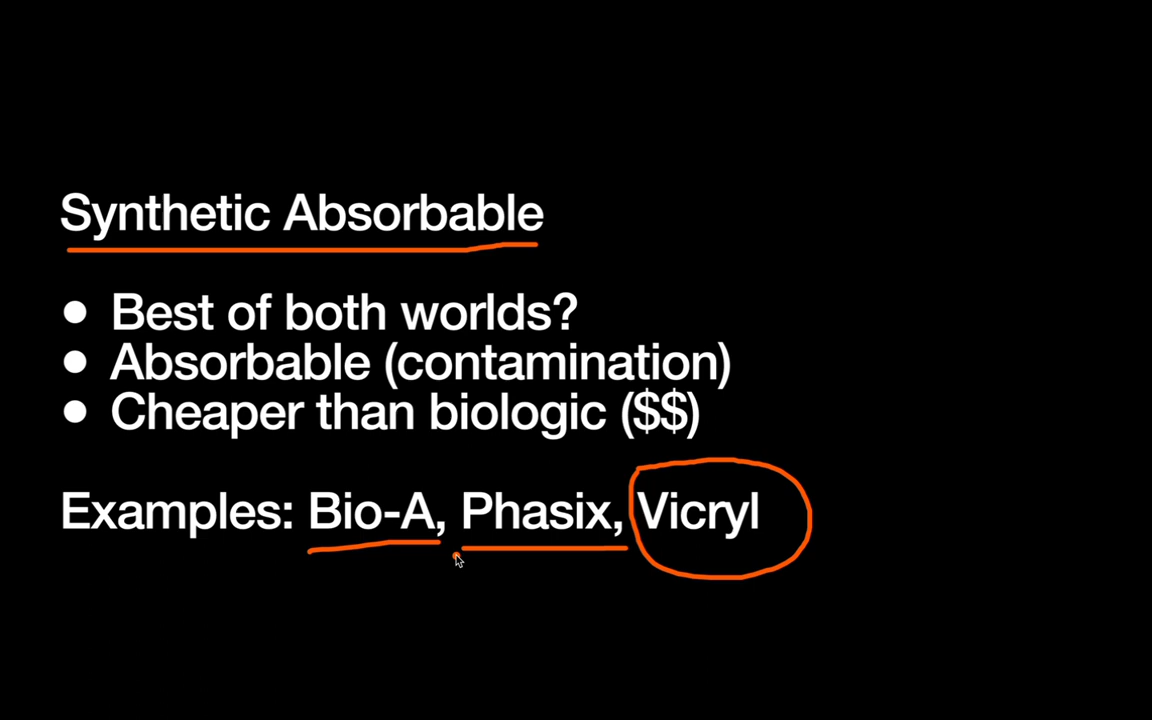 Synthetic Absorbable
● Best of both worlds?
● Absorbable (contamination)
● Cheaper than biologic ($$)
Examples: Bio-A, Phasix, Vicryl